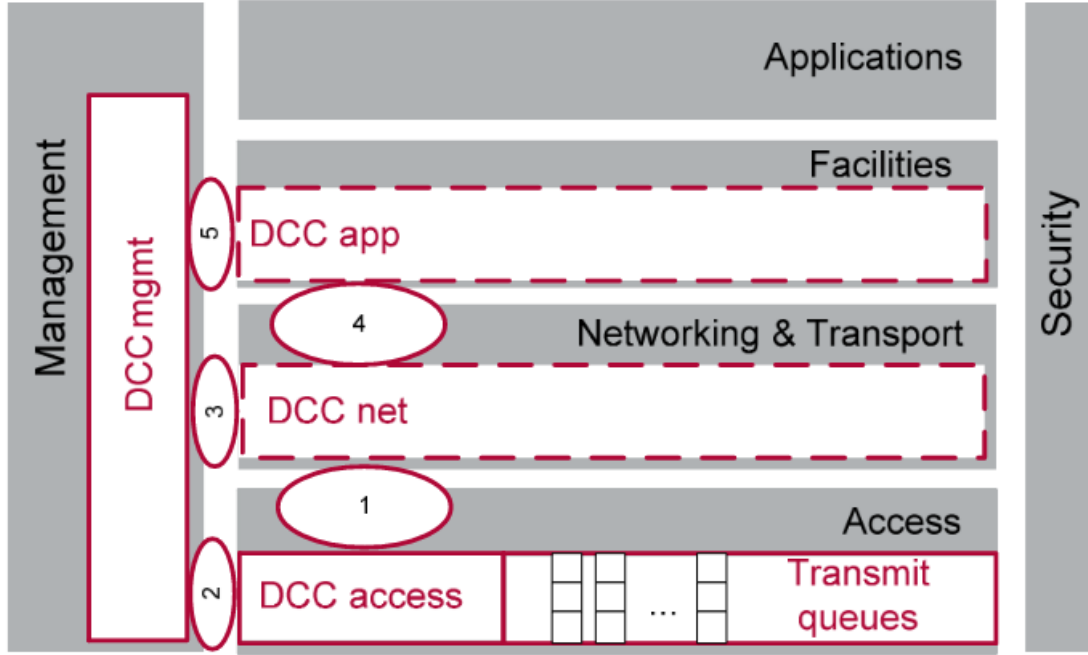 Applications
Facilities
Management
Security
DCC mgmt
5
DCC app
4
Networking & Transport
3
DCC net
1
Access
2
DCC access
...
Transmit
queues